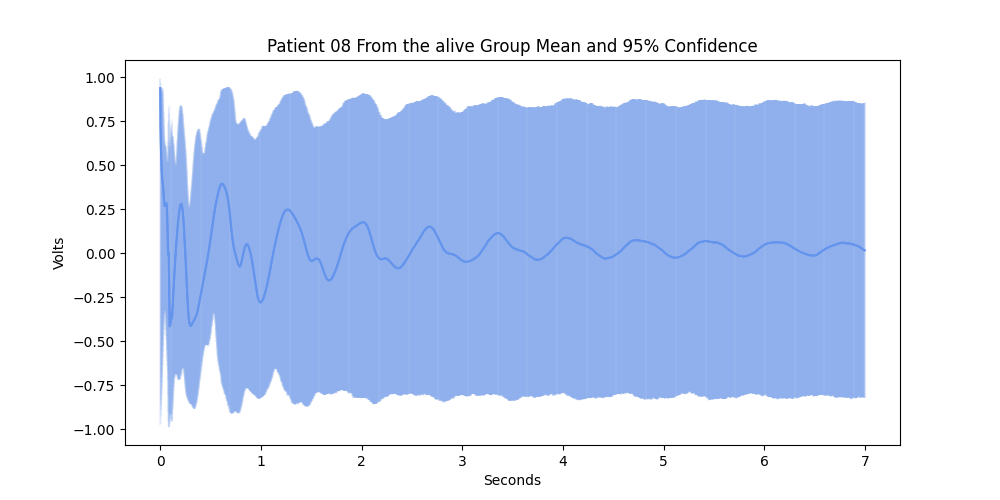 Patient 08 From the alive Group Mean and 95% Confidence
1.00
0.75
0.50
0.25
0.00
−0.25
−0.50
−0.75
−1.00
Volts
0 1 2 3 4 5 6 7
Seconds